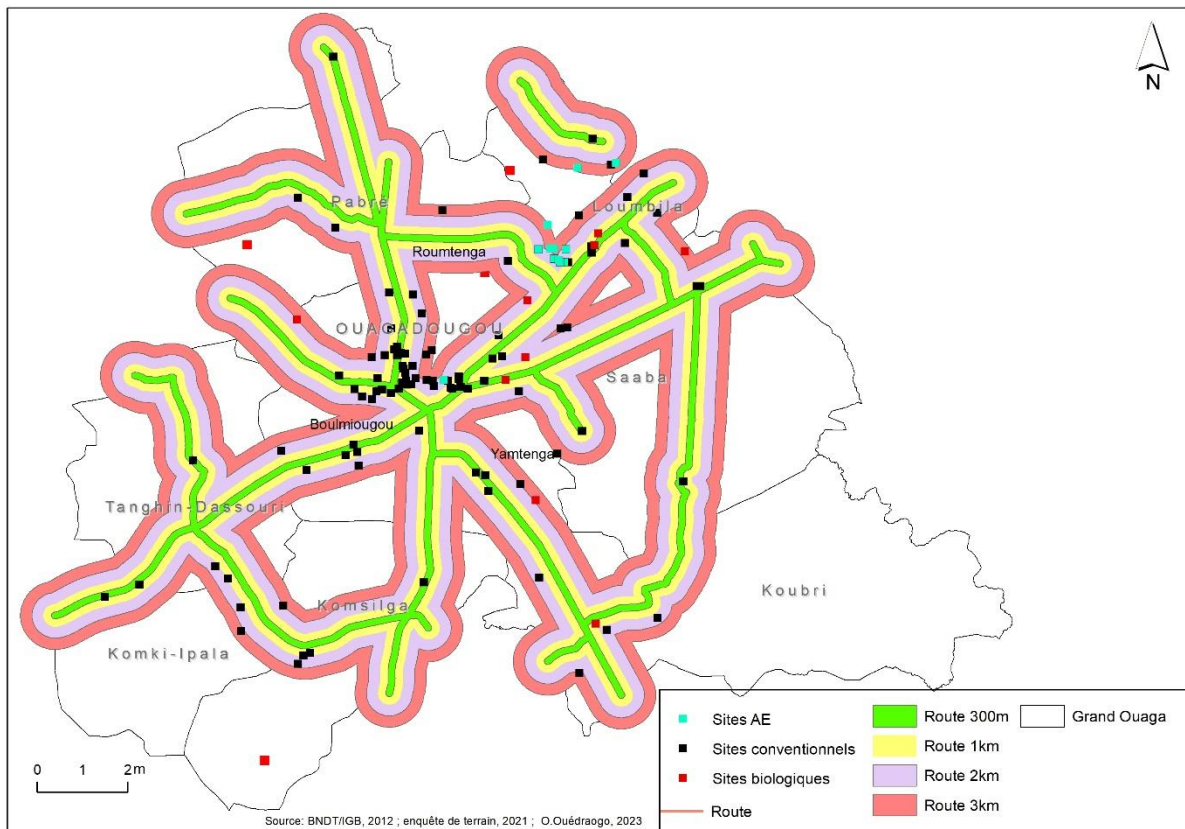 N
Pabré
Loumbila
Roumtenga
OUAGADOUGOU
Saaba
Boulmiougou
Yamtenga
Tanghin-Dassouri
Komsilga
Koubri
Komki-Ipala
0 1 2m
Source: BNDT/IGB, 2012 ; enquête de terrain, 2021 ; O.Ouédraogo, 2023
Sites AE
Sites conventionnels
Sites biologiques
Route
Route 300m
Route 1km
Route 2km
Route 3km
Grand Ouaga